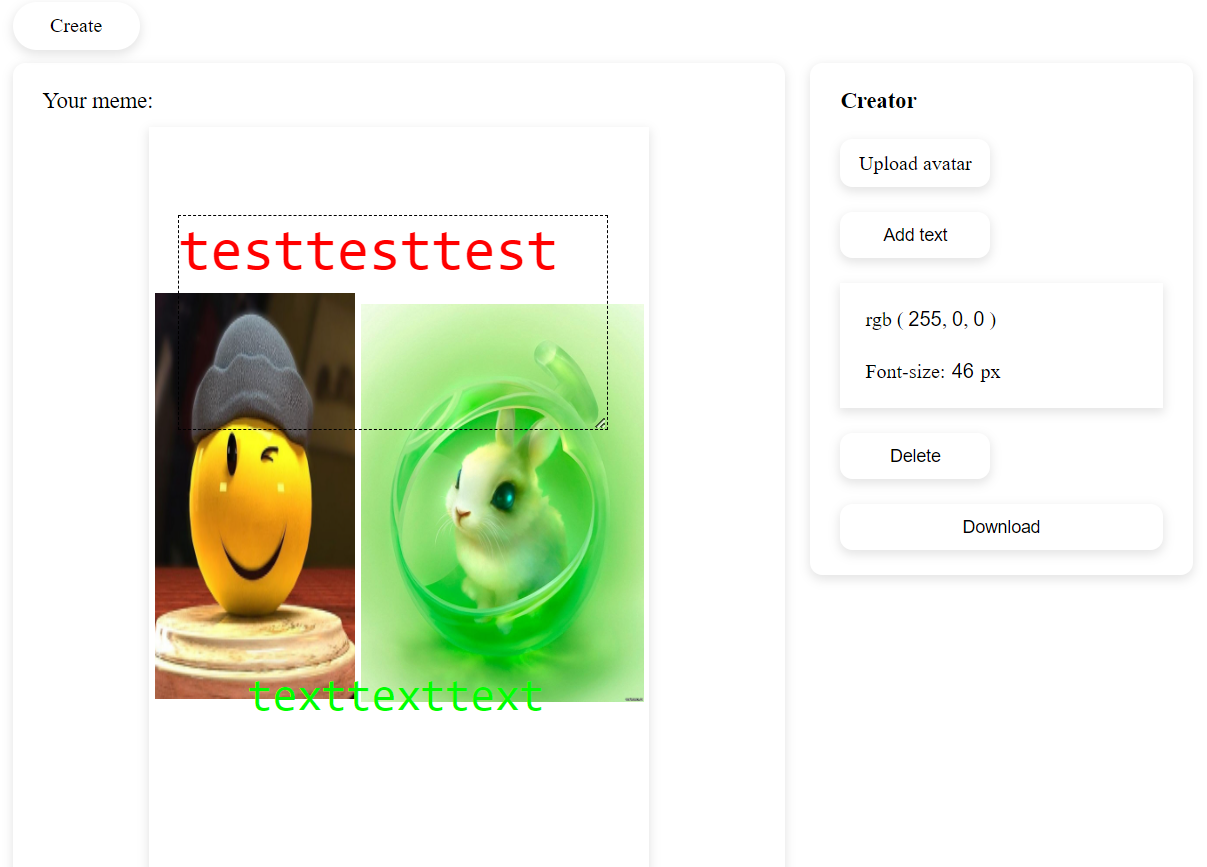 Create
Your meme:
testtesttest
texttexttext
Creator
Upload avatar
Add text
rgb ( 255, 0, 0 )
Font-size: 46 px
Delete
Download